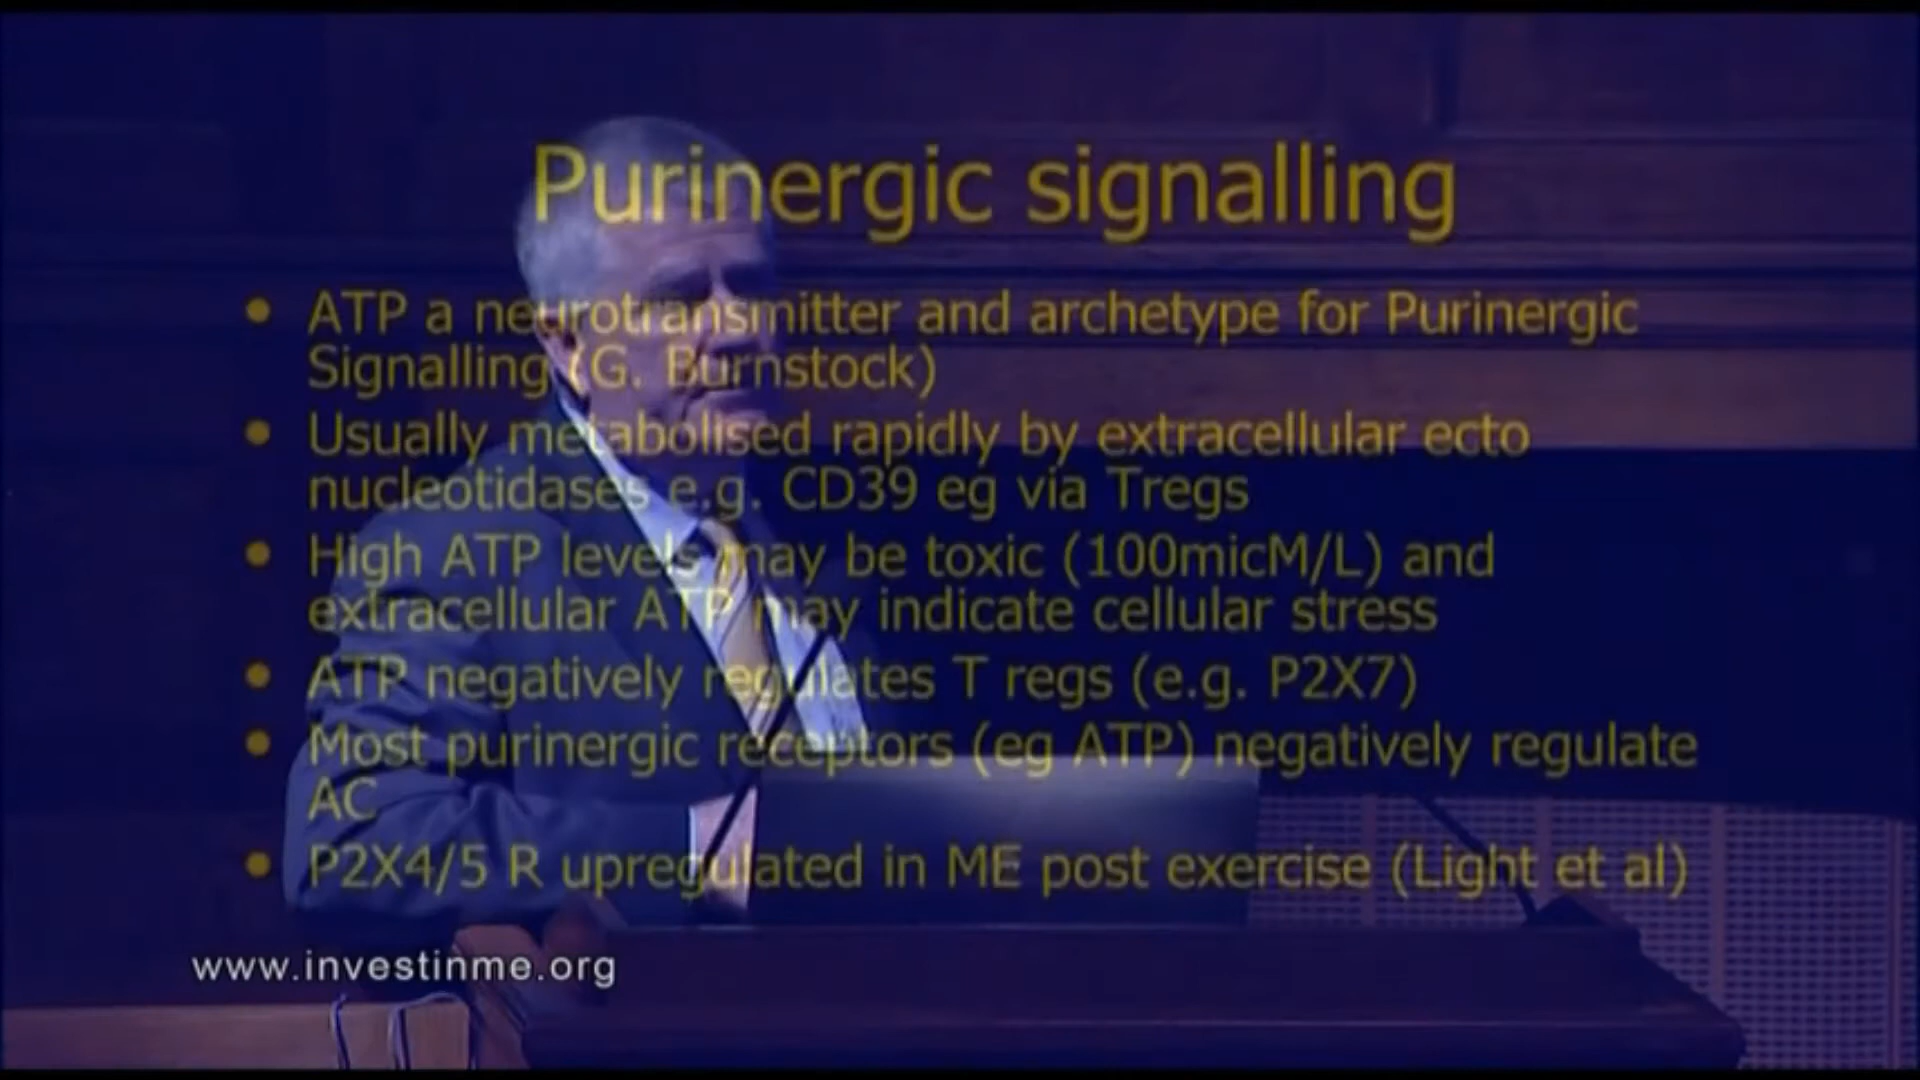 Purinergic signalling
• ATP a neurotransmitter and archetype for Purinergic
Signalling (G. Burnstock)
• Usually metabolised rapidly by extracellular ecto
nucleotidases e.g. CD39 eg via Tregs
• High ATP levels may be toxic (100micM/L) and
extracellular ATP may indicate cellular stress
• ATP negatively regulates T regs (e.g. P2X7)
• Most purinergic receptors (eg ATP) negatively regulate
AC
• P2X4/5 R upregulated in ME post exercise (Light et al)
www.investinme.org